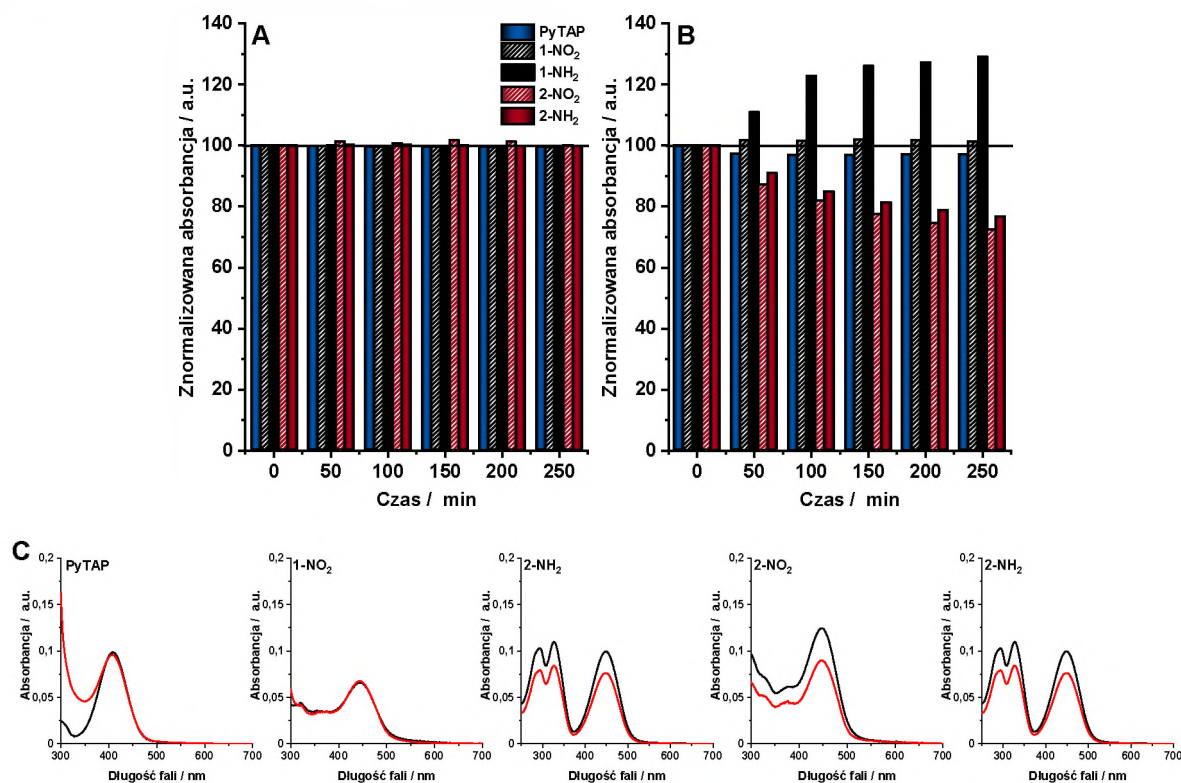 A
PyTAP
1-NO₂
1-NH₂
2-NO₂
2-NH₂
Znormalizowana absorbancja / a.u.
140
120
100
80
60
40
20
0
0 50 100 150 200 250
Czas / min
B
Znormalizowana absorbancja / a.u.
140
120
100
80
60
40
20
0
0 50 100 150 200 250
Czas / min
C
PyTAP
Absorbancja / a.u.
0,2
0,15
0,1
0,05
0
300 400 500 600 700
Długość fali / nm
1-NO₂
Absorbancja / a.u.
0,2
0,15
0,1
0,05
0
300 400 500 600 700
Długość fali / nm
2-NH₂
Absorbancja / a.u.
0,2
0,15
0,1
0,05
0
300 400 500 600 700
Długość fali / nm
2-NO₂
Absorbancja / a.u.
0,2
0,15
0,1
0,05
0
300 400 500 600 700
Długość fali / nm
2-NH₂
Absorbancja / a.u.
0,2
0,15
0,1
0,05
0
300 400 500 600 700
Długość fali / nm